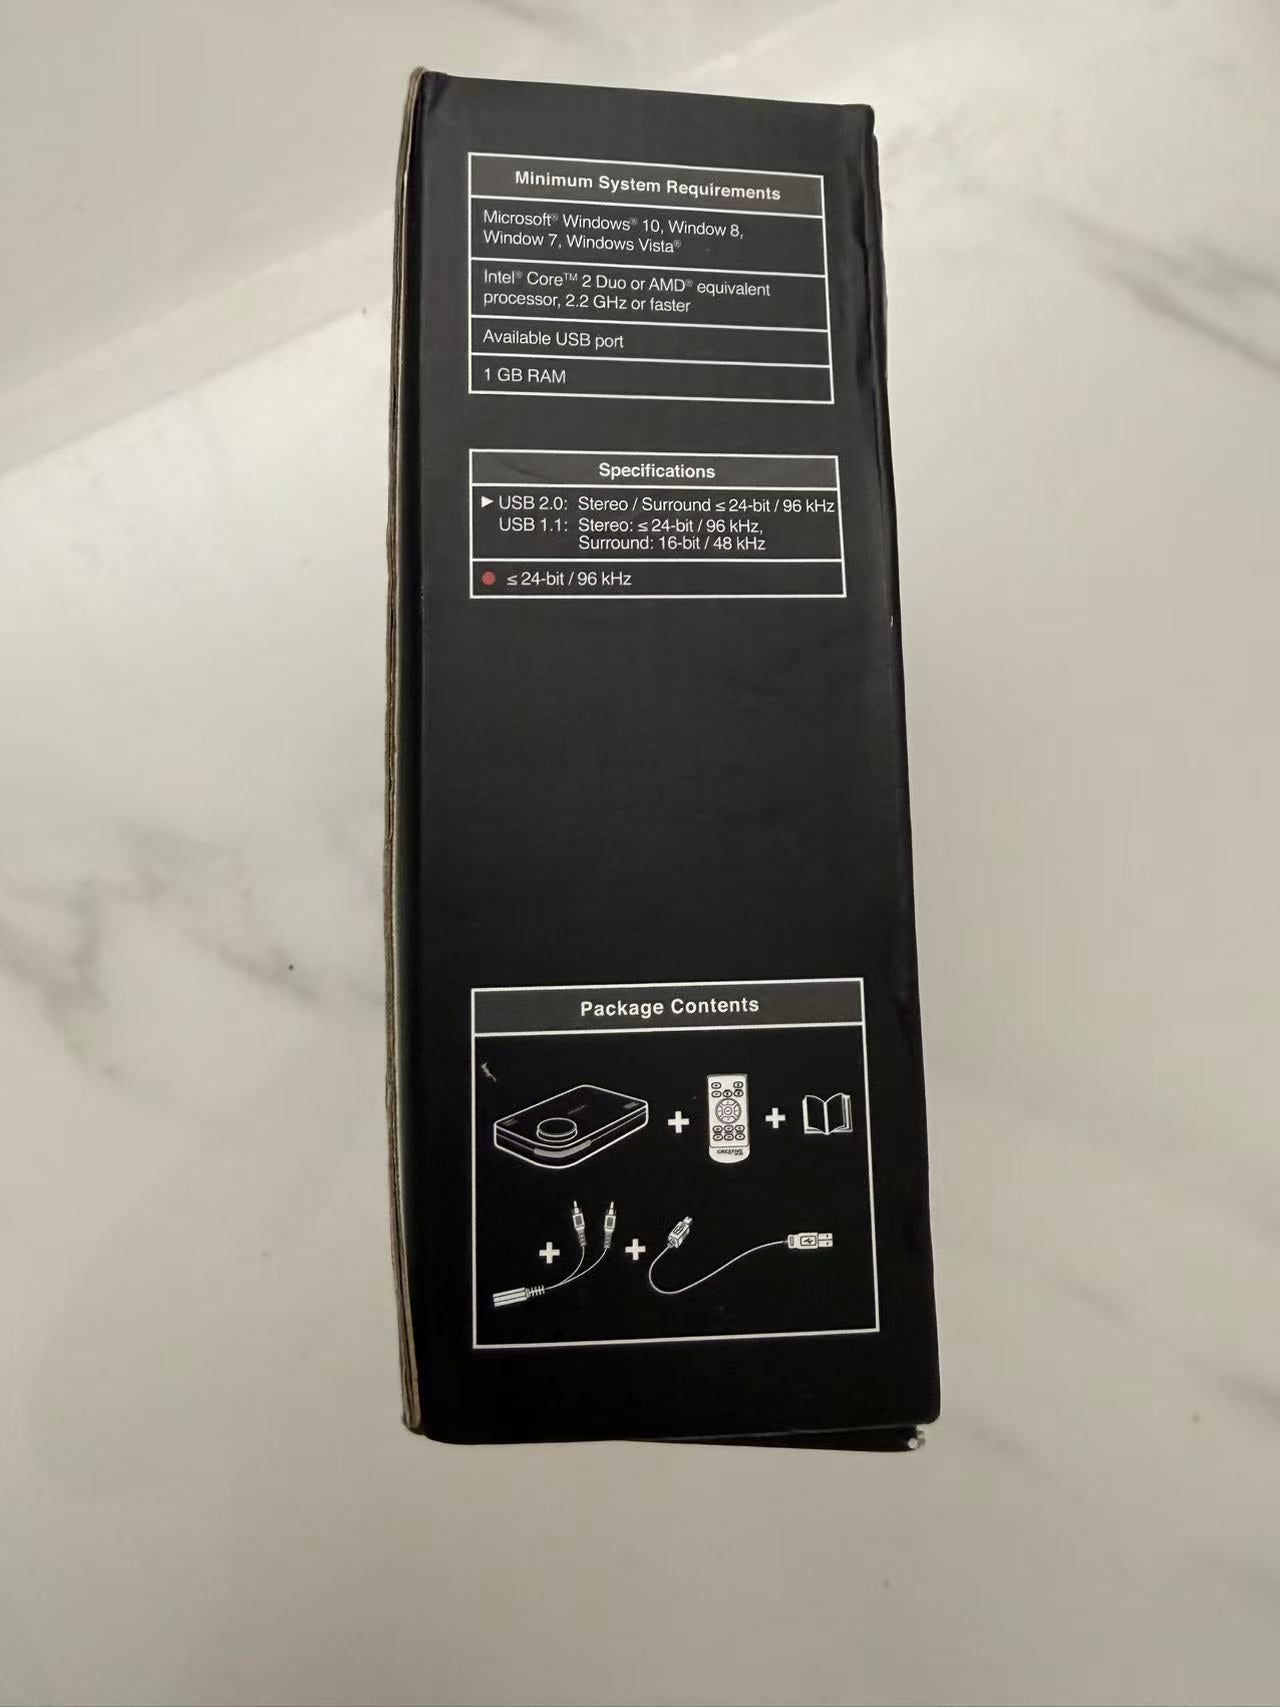 Minimum System Requirements
Microsoft® Windows® 10, Window 8,
Window 7, Windows Vista®
Intel® Core™ 2 Duo or AMD® equivalent
processor, 2.2 GHz or faster
Available USB port
1 GB RAM
Specifications
▶ USB 2.0: Stereo / Surround ≤ 24-bit / 96 kHz
USB 1.1: Stereo: ≤ 24-bit / 96 kHz,
Surround: 16-bit / 48 kHz
● ≤ 24-bit / 96 kHz
Package Contents
CREATIVE